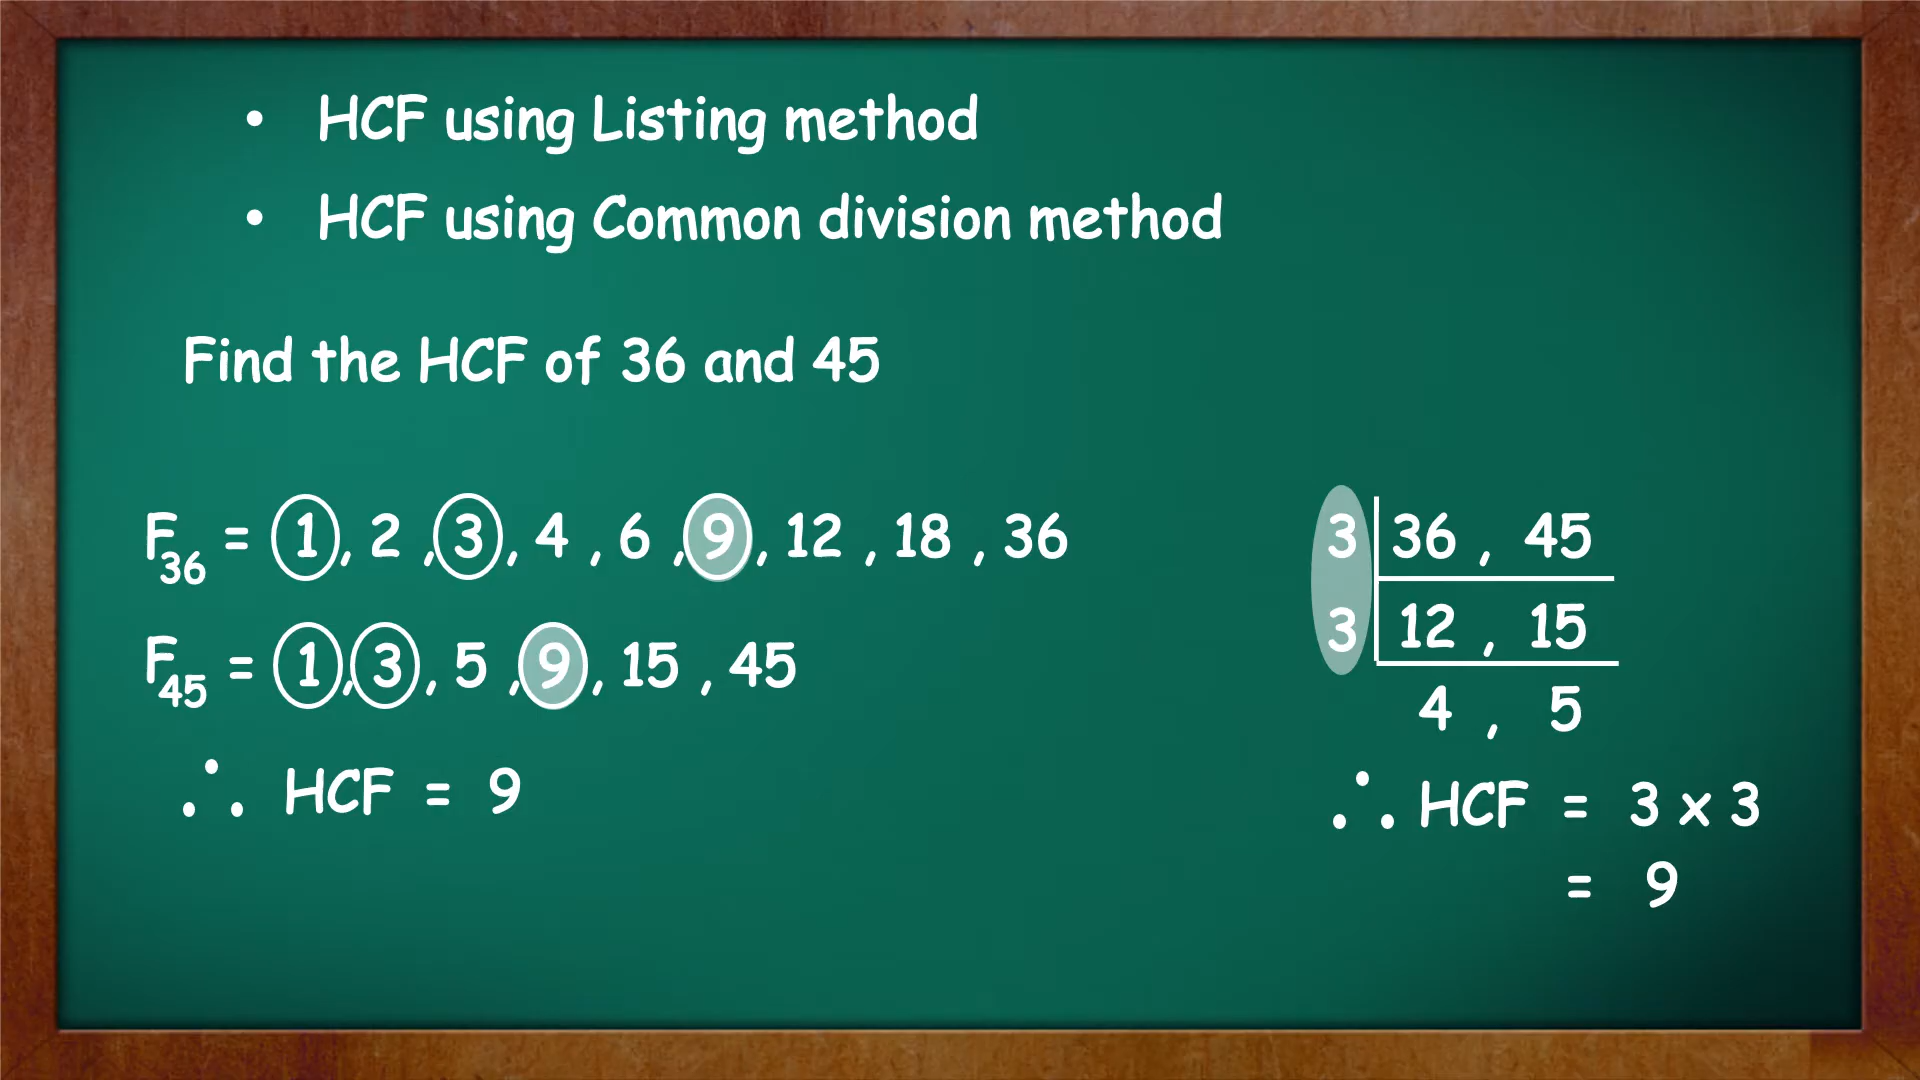 • HCF using Listing method
• HCF using Common division method
Find the HCF of 36 and 45
F36 = 1 , 2 , 3 , 4 , 6 , 9 , 12 , 18 , 36
F45 = 1 , 3 , 5 , 9 , 15 , 45
∴ HCF = 9
3 36 , 45
3 12 , 15
4 , 5
∴ HCF = 3 x 3
= 9